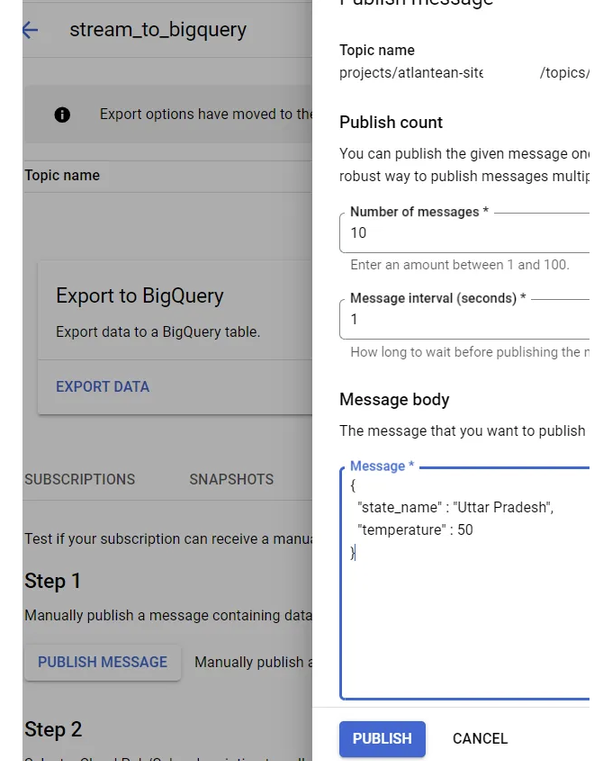 stream_to_bigquery
Export options have moved to the
Topic name
Export to BigQuery
Export data to a BigQuery table.
EXPORT DATA
SUBSCRIPTIONS SNAPSHOTS
Test if your subscription can receive a manua
Step 1
Manually publish a message containing data
PUBLISH MESSAGE Manually publish a
Step 2
Publish message
Topic name
projects/atlantean-site /topics/
Publish count
You can publish the given message one
robust way to publish messages multip
Number of messages *
10
Enter an amount between 1 and 100.
Message interval (seconds) *
1
How long to wait before publishing the n
Message body
The message that you want to publish
Message *
{
"state_name" : "Uttar Pradesh",
"temperature" : 50
}
PUBLISH CANCEL